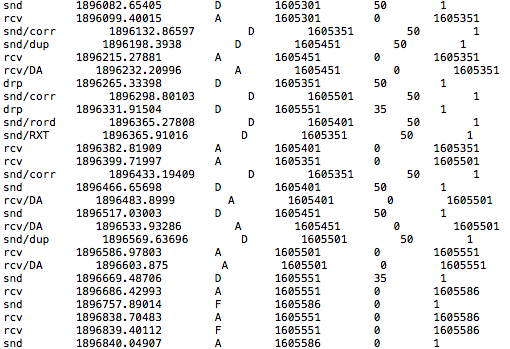 snd 1896082.65405 D 1605301 50 1
rcv 1896099.40015 A 1605301 0 1605351
snd/corr 1896132.86597 D 1605351 50 1
snd/dup 1896198.3938 D 1605451 50 1
rcv 1896215.27881 A 1605451 0 1605351
rcv/DA 1896232.20996 A 1605451 0 1605351
drp 1896265.33398 D 1605351 50 1
snd/corr 1896298.80103 D 1605501 50 1
drp 1896331.91504 D 1605551 35 1
snd/rord 1896365.27808 D 1605401 50 1
snd/RXT 1896365.91016 D 1605351 50 1
rcv 1896382.81909 A 1605401 0 1605351
rcv 1896399.71997 A 1605351 0 1605501
snd/corr 1896433.19409 D 1605351 50 1
snd 1896466.65698 D 1605401 50 1
rcv/DA 1896483.8999 A 1605401 0 1605501
snd 1896517.03003 D 1605451 50 1
rcv/DA 1896533.93286 A 1605451 0 1605501
snd/dup 1896569.63696 D 1605501 50 1
rcv 1896586.97803 A 1605501 0 1605551
rcv/DA 1896603.875 A 1605501 0 1605551
snd 1896669.48706 D 1605551 35 1
rcv 1896686.42993 A 1605551 0 1605586
snd 1896757.89014 F 1605586 0 1
rcv 1896838.70483 A 1605551 0 1605586
rcv 1896839.40112 F 1605551 0 1605586
snd 1896840.04907 A 1605586 0 1